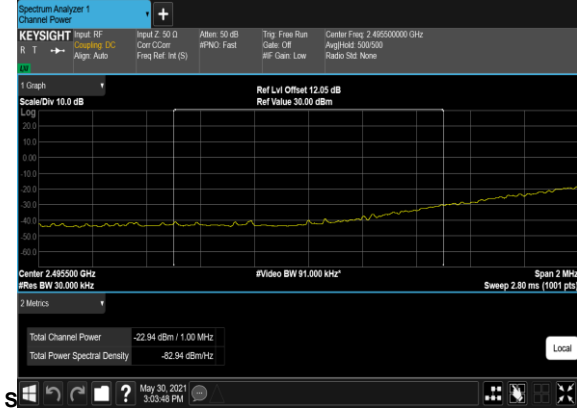 Spectrum Analyzer 1
Channel Power
+
KEYSIGHT
R T
LXI
Input: RF
Coupling: DC
Align: Auto
Input Z: 50 Ω
Corr CCorr
Freq Ref: Int (S)
Atten: 50 dB
#PNO: Fast
Trig: Free Run
Gate: Off
#IF Gain: Low
Center Freq: 2.495500000 GHz
Avg|Hold: 500/500
Radio Std: None
1 Graph
Scale/Div 10.0 dB
Ref Lvl Offset 12.05 dB
Ref Value 30.00 dBm
Log
20.0
10.0
0.00
-10.0
-20.0
-30.0
-40.0
-50.0
-60.0
Center 2.495500 GHz
#Res BW 30.000 kHz
#Video BW 91.000 kHz*
Span 2 MHz
Sweep 2.80 ms (1001 pts)
2 Metrics
Total Channel Power -22.94 dBm / 1.00 MHz
Total Power Spectral Density -82.94 dBm/Hz
Local
S
?
May 30, 2021
3:03:48 PM